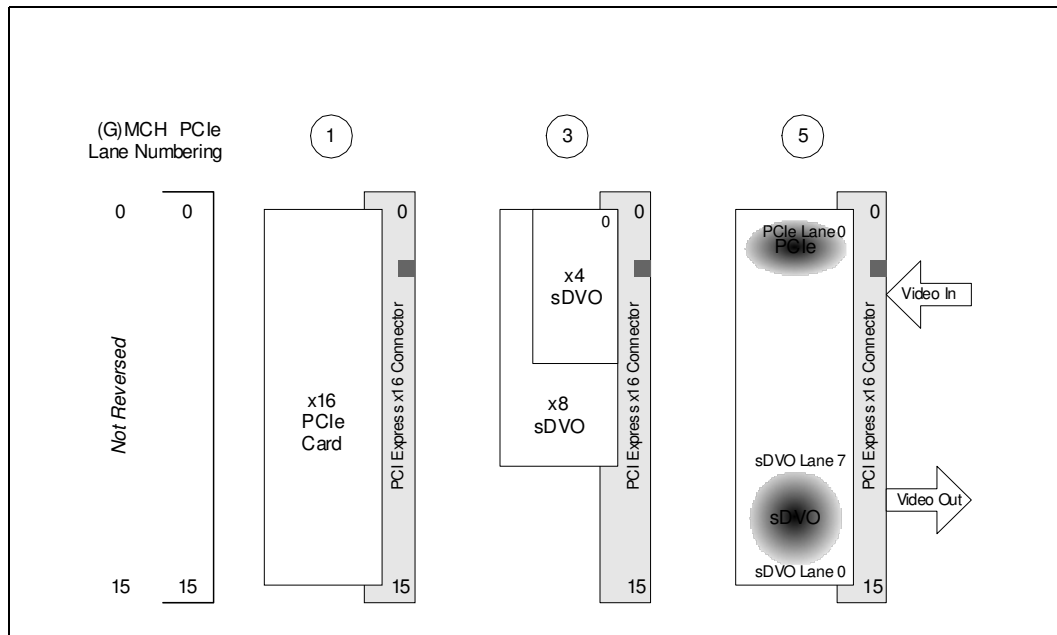 (G)MCH PCIe
Lane Numbering
1
3
5
0
0
Not Reversed
15
15
x16
PCIe
Card
0
PCI Express x16 Connector
15
0
x4
sDVO
x8
sDVO
0
PCI Express x16 Connector
15
PCIe Lane 0
PCIe
sDVO Lane 7
sDVO
sDVO Lane 0
0
PCI Express x16 Connector
15
Video In
Video Out